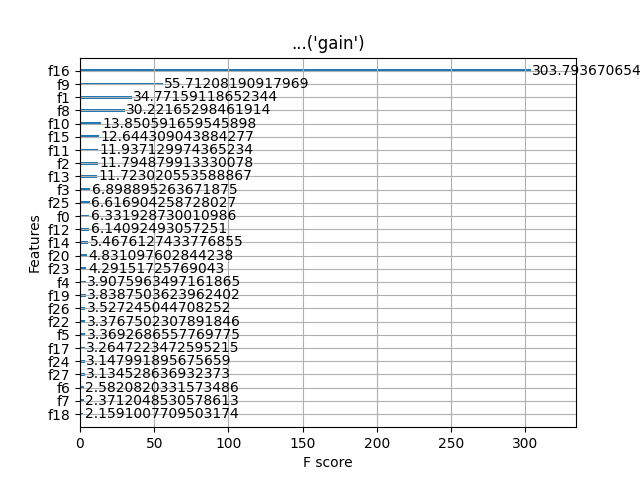 ...('gain')
f16 303.793670654
f9 55.71208190917969
f1 34.77159118652344
f8 30.22165298461914
f10 13.850591659545898
f15 12.644309043884277
f11 11.937129974365234
f2 11.794879913330078
f13 11.723020553588867
f3 6.898895263671875
f25 6.616904258728027
f0 6.331928730010986
f12 6.14092493057251
f14 5.4676127433776855
f20 4.831097602844238
f23 4.29151725769043
f4 3.9075963497161865
f19 3.8387503623962402
f26 3.527245044708252
f22 3.3767502307891846
f5 3.3692686557769775
f17 3.2647223472595215
f24 3.147991895675659
f27 3.134528636932373
f6 2.5820820331573486
f7 2.3712048530578613
f18 2.1591007709503174
0 50 100 150 200 250 300
F score
Features